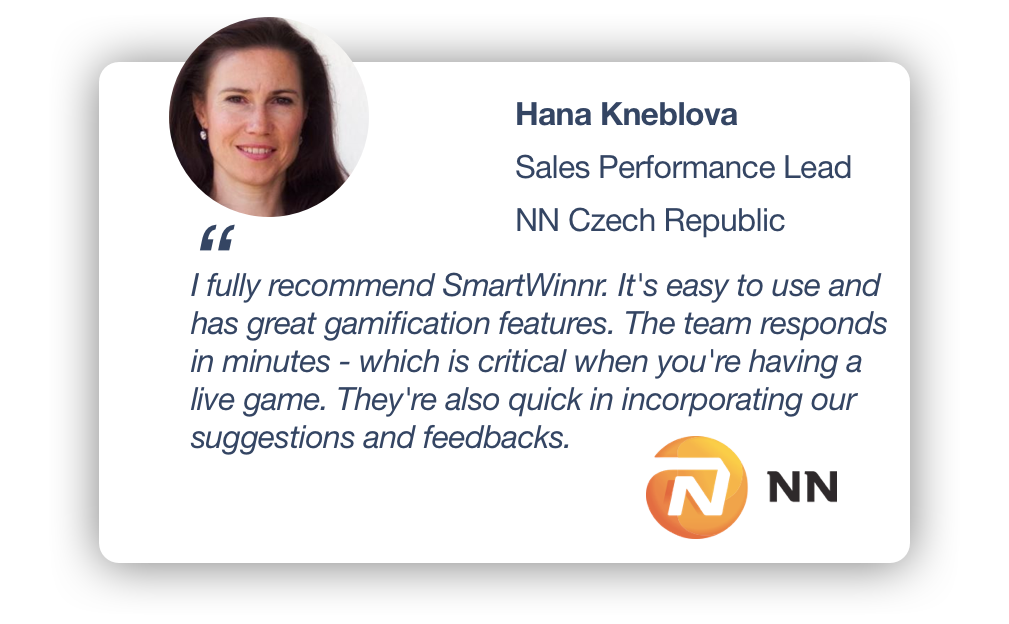 Hana Kneblova
Sales Performance Lead
NN Czech Republic
“
I fully recommend SmartWinnr. It's easy to use and
has great gamification features. The team responds
in minutes - which is critical when you're having a
live game. They're also quick in incorporating our
suggestions and feedbacks.
N NN